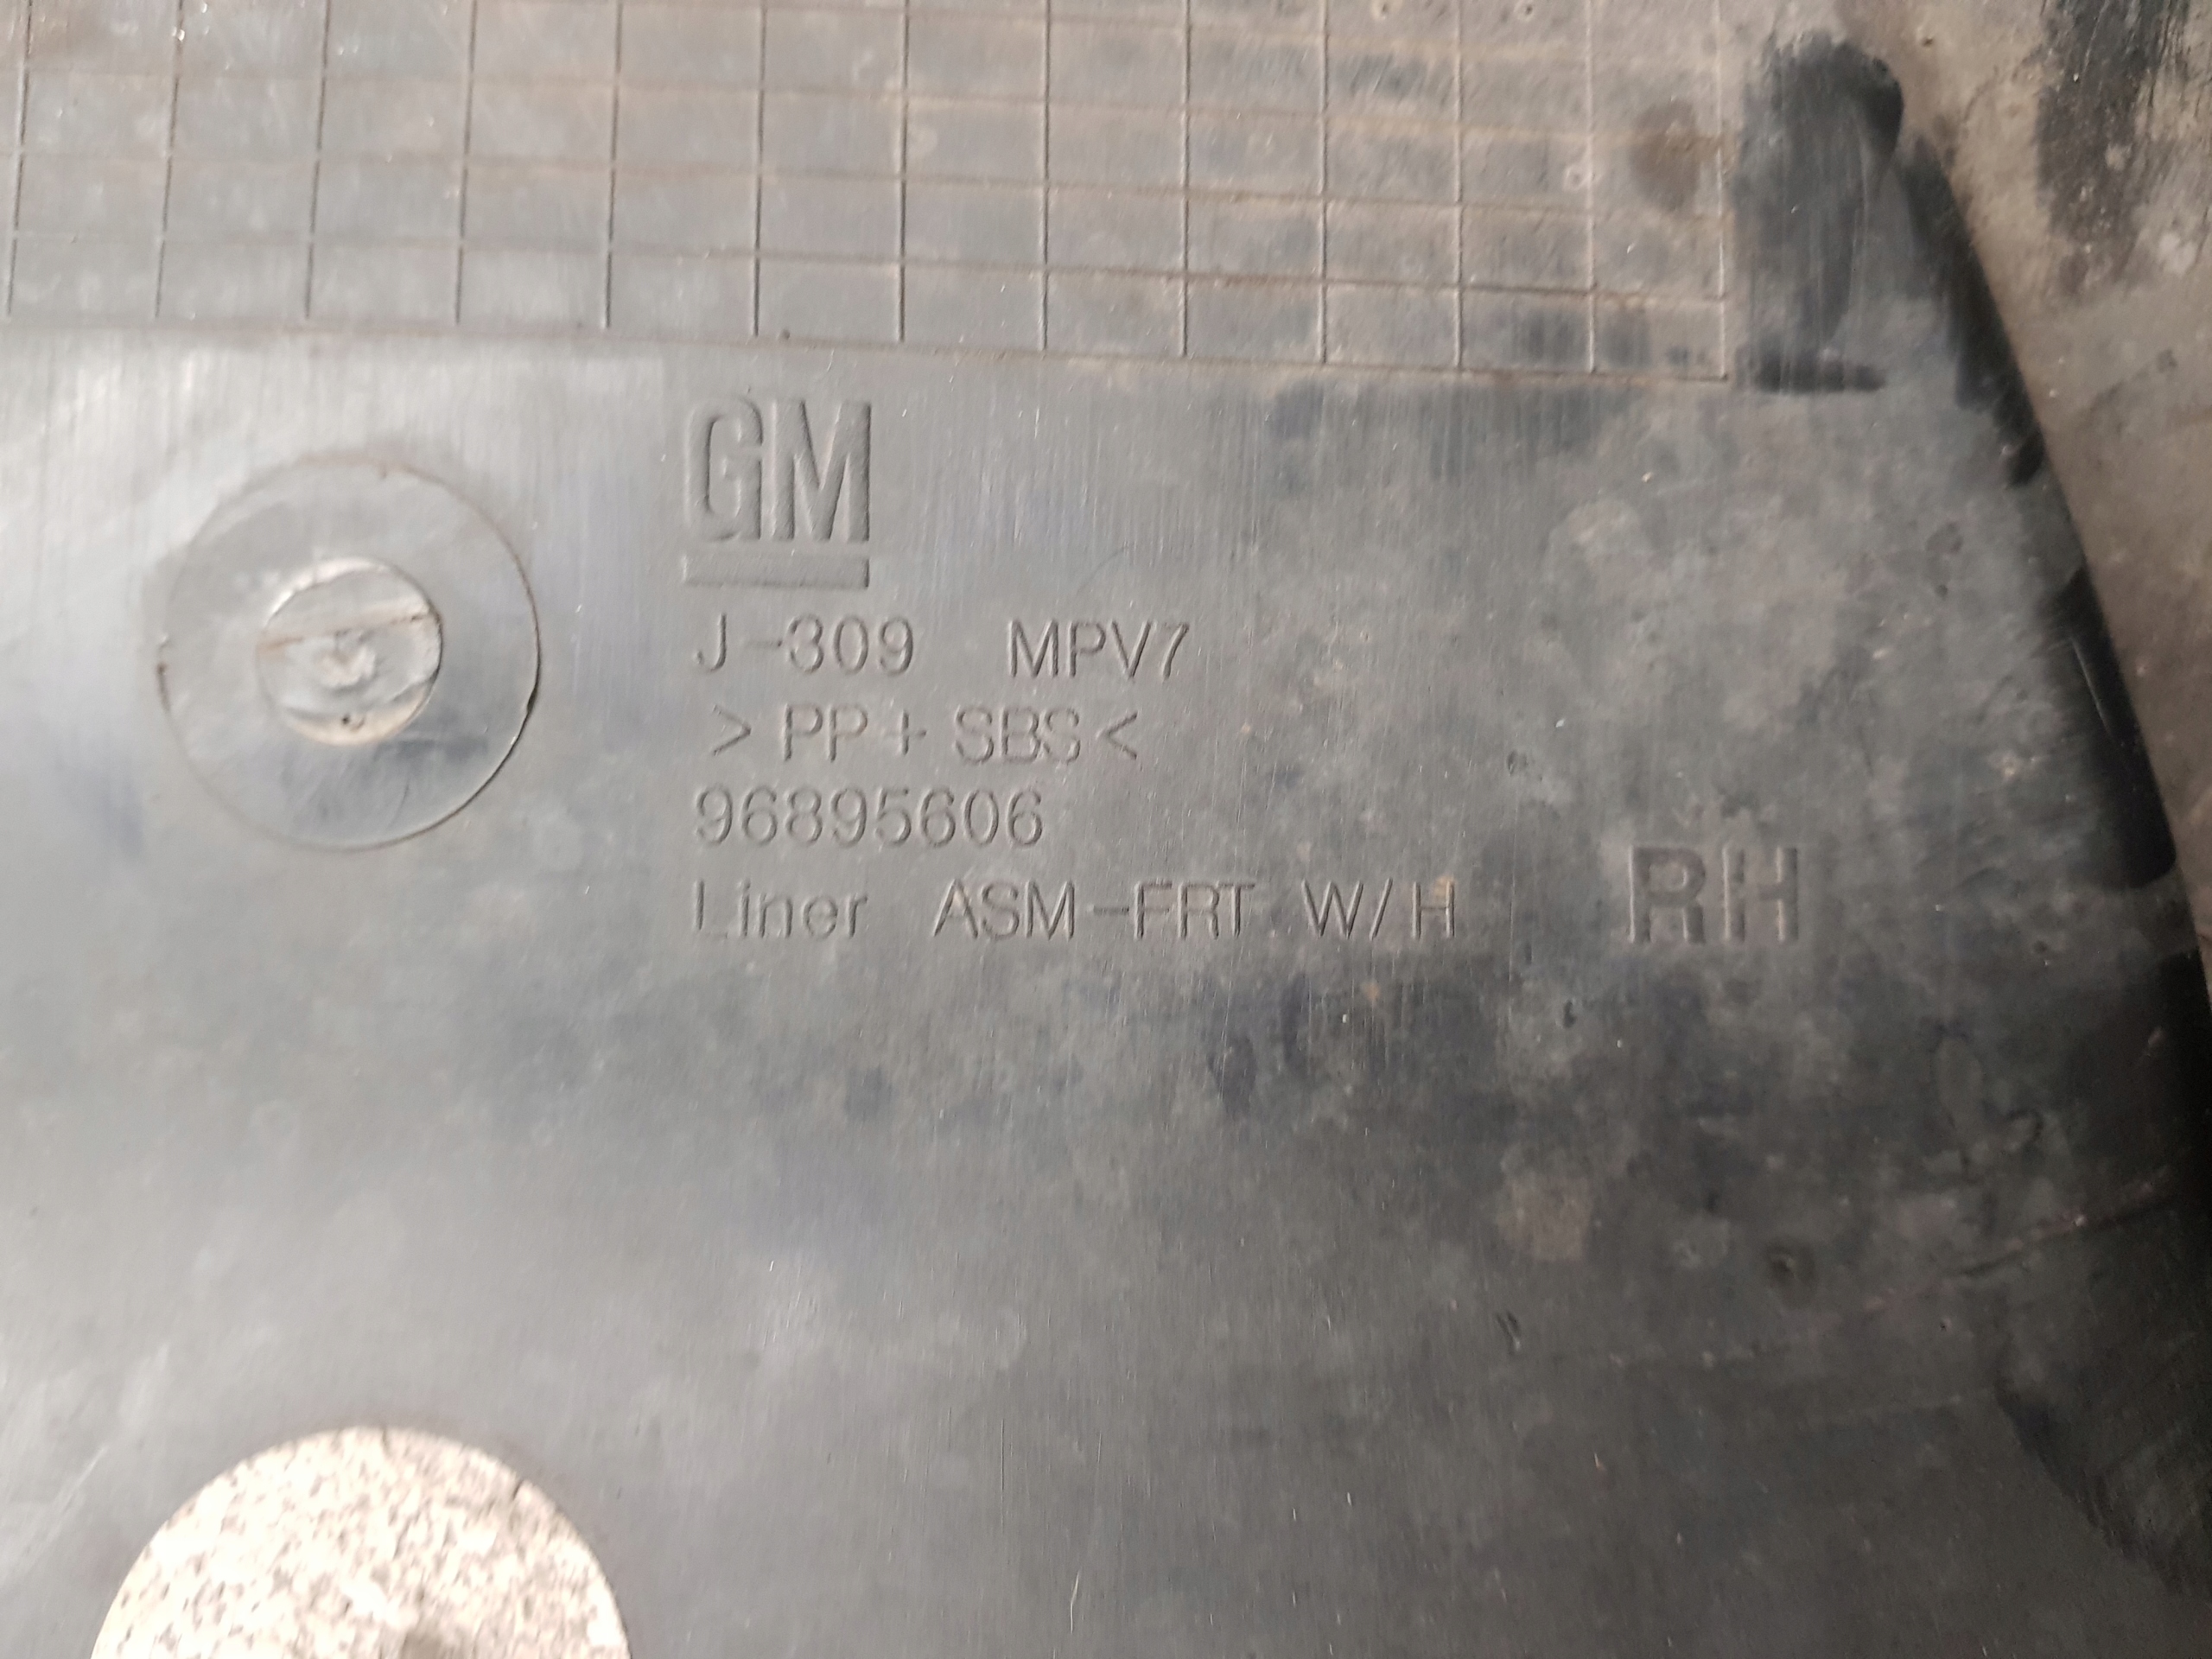 GM
J-309 MPV7
>PP+SBS<
96895606
Liner ASM-FRT W/H RH